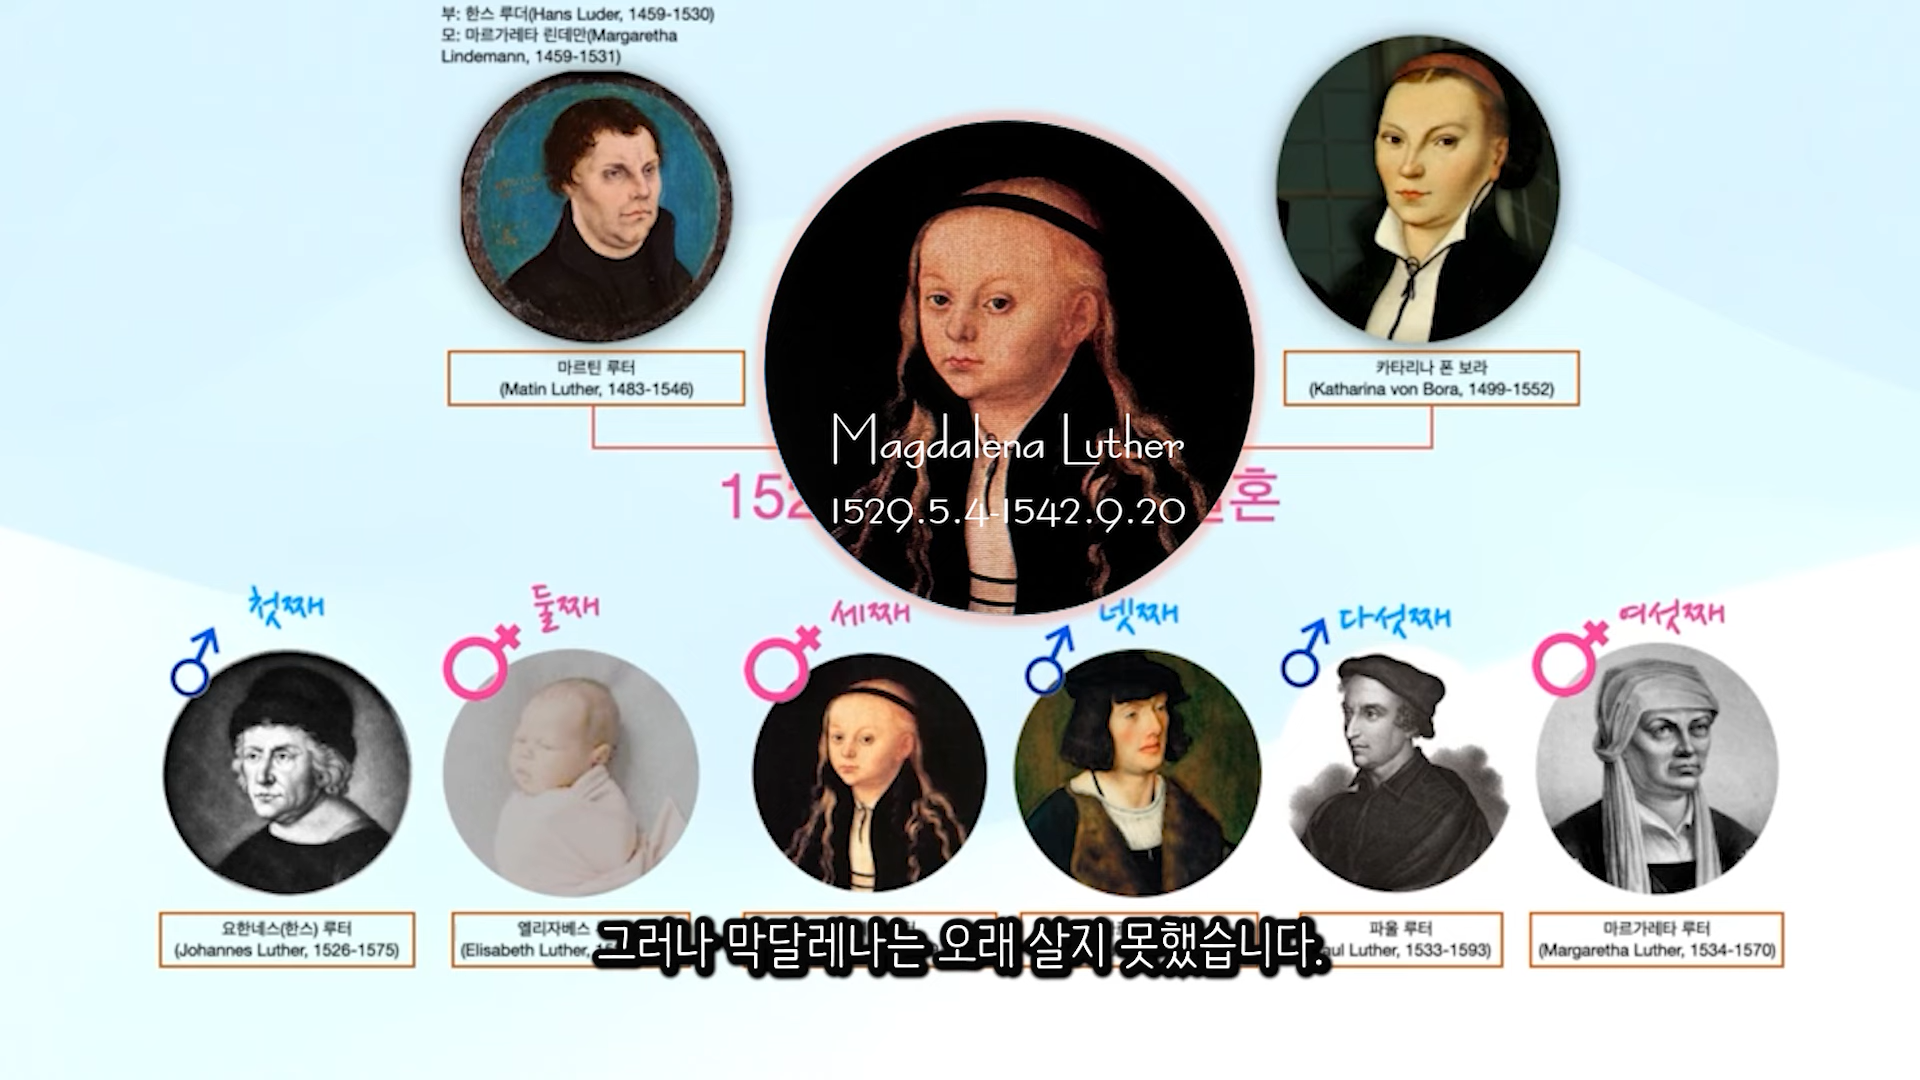 부: 한스 루더(Hans Luder, 1459-1530)
모: 마르가레타 린데만(Margaretha
Lindemann, 1459-1531)
마르틴 루터
(Matin Luther, 1483-1546)
카타리나 폰 보라
(Katharina von Bora, 1499-1552)
Magdalena Luther
1529.5.4-1542.9.20
첫째
둘째
세째
넷째
다섯째
여섯째
요한네스(한스) 루터
(Johannes Luther, 1526-1575)
엘리자베스
(Elisabeth Luther,
파울 루터
Luther, 1533-1593)
마르가레타 루터
(Margaretha Luther, 1534-1570)
그러나 막달레나는 오래 살지 못했습니다.